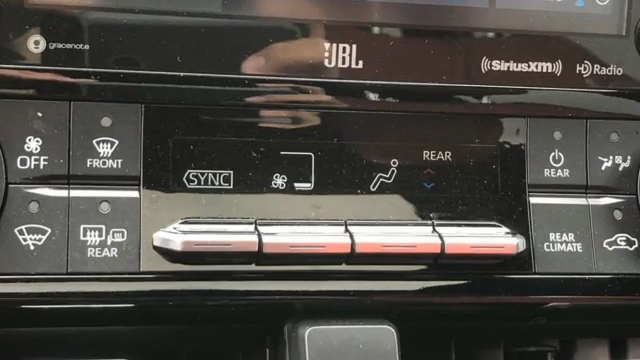 gracenote
JBL
((SiriusXM))
HD Radio
OFF
FRONT
SYNC
REAR
REAR
REAR
REAR
CLIMATE